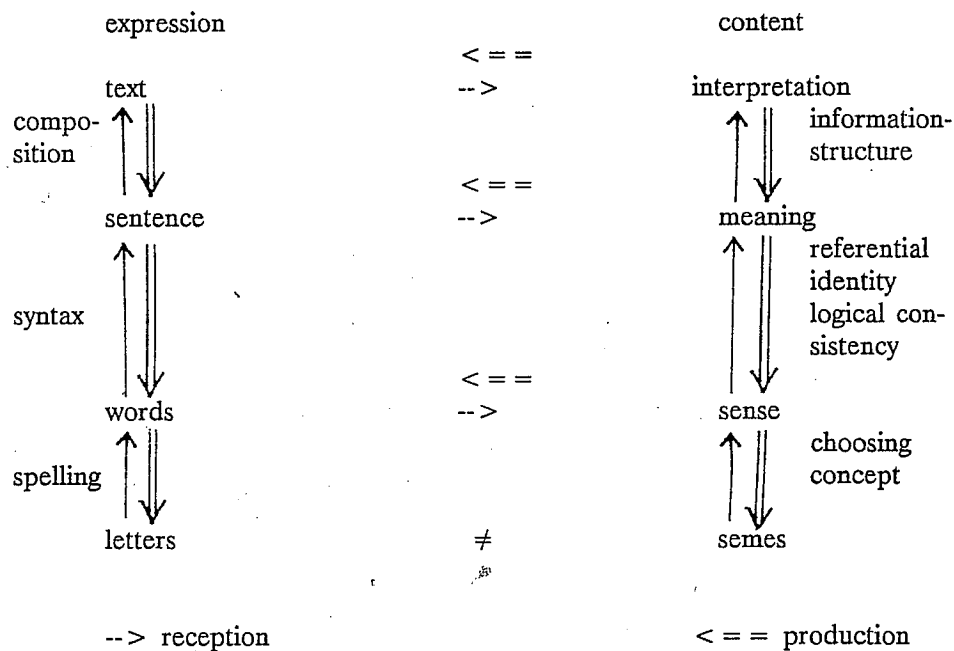 expression content
< = =
text --> interpretation
compo- information-
sition structure
< = =
sentence --> meaning
referential
identity
syntax logical con-
sistency
< = =
words --> sense
choosing
spelling concept
letters ≠ semes
--> reception < = = production